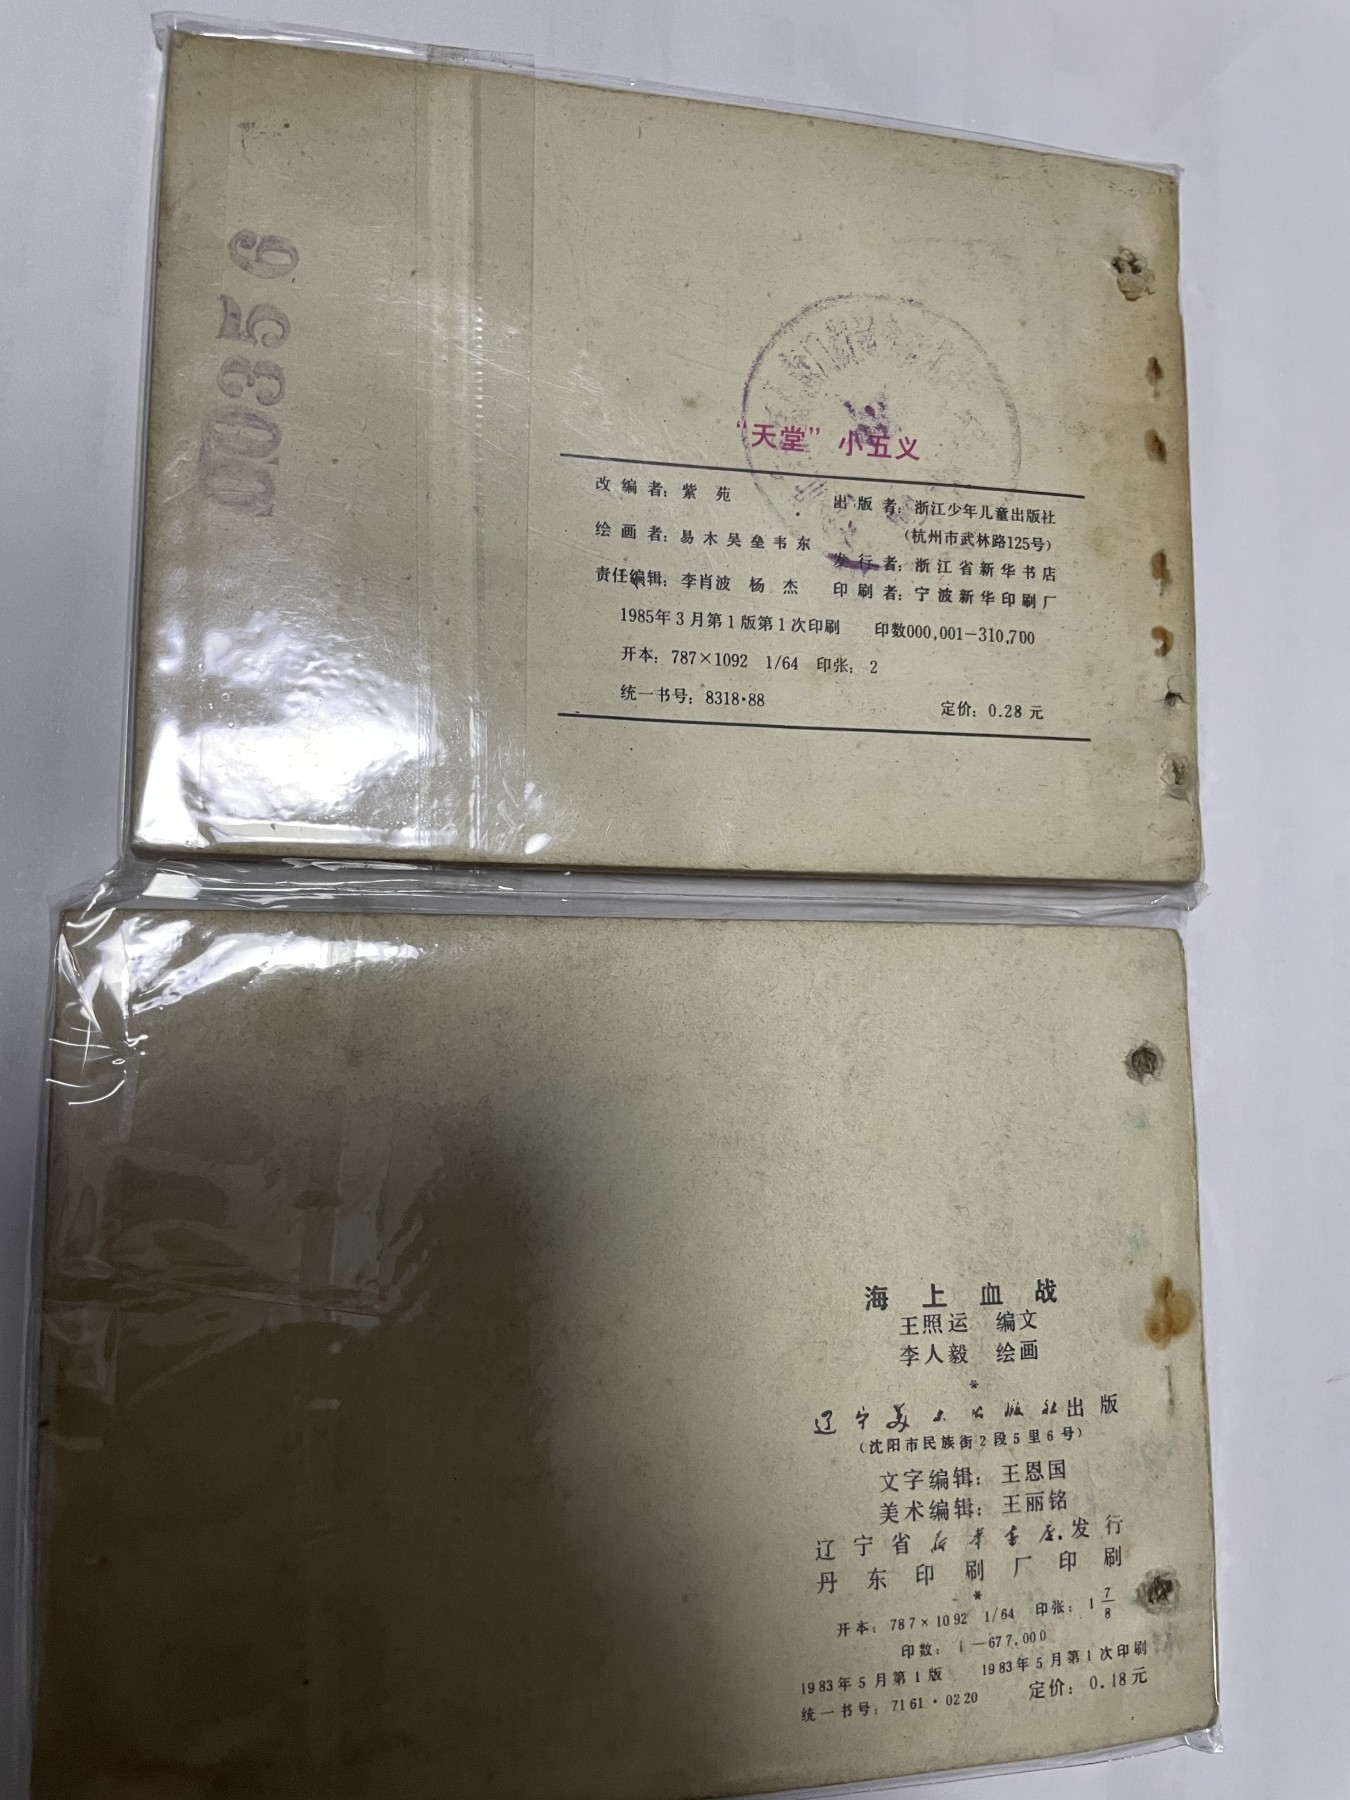 00356
“天堂”小五义
改编者：紫苑
出版者：浙江少年儿童出版社
（杭州市武林路125号）
绘画者：易木吴垒韦东
发行者：浙江省新华书店
责任编辑：李肖波 杨杰
印刷者：宁波新华印刷厂
1985年3月第1版第1次印刷 印数000,001—310,700
开本：787×1092 1/64 印张：2
统一书号：8318·88
定价：0.28元
海上血战
王照运 编文
李人毅 绘画
*
辽宁美术出版社出版
（沈阳市民族街2段5里6号）
文字编辑：王恩国
美术编辑：王丽铭
辽宁省新华书店发行
丹东印刷厂印刷
*
开本：787×1092 1/64 印张：1 7/8
印数：1—677,000
1983年5月第1版 1983年5月第1次印刷
统一书号：7161·0220 定价：0.18元